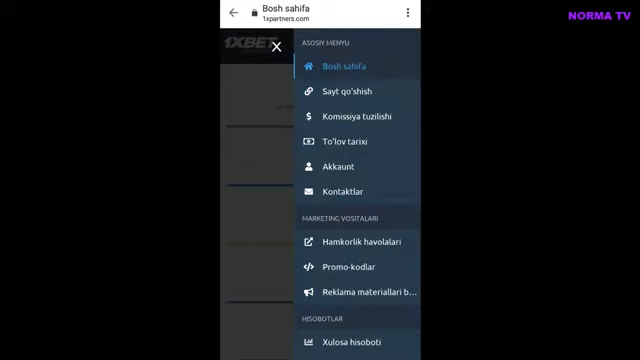 Bosh sahifa
1xpartners.com
NORMA TV
1XBET
ASOSIY MENYU
Bosh sahifa
Sayt qo'shish
Komissiya tuzilishi
To'lov tarixi
Akkaunt
Kontaktlar
MARKETING VOSITALARI
Hamkorlik havolalari
Promo-kodlar
Reklama materiallari b...
HISOBOTLAR
Xulosa hisoboti